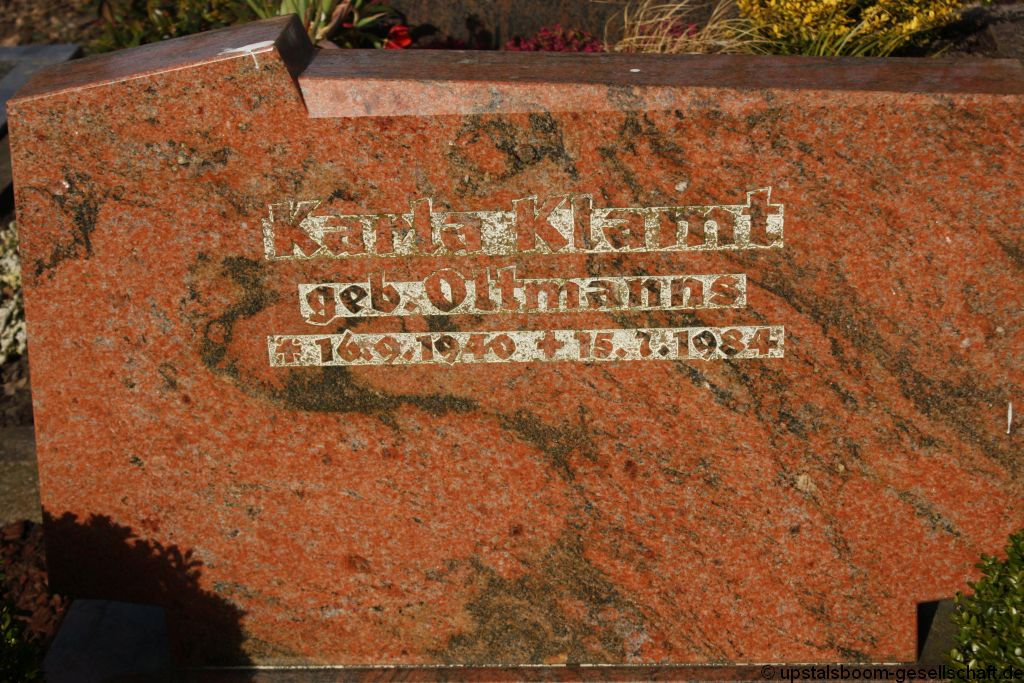 Karla Klamt
geb. Oltmanns
* 16.9.1940 + 15.7.1984
© upstalsboom-gesellschaft.de